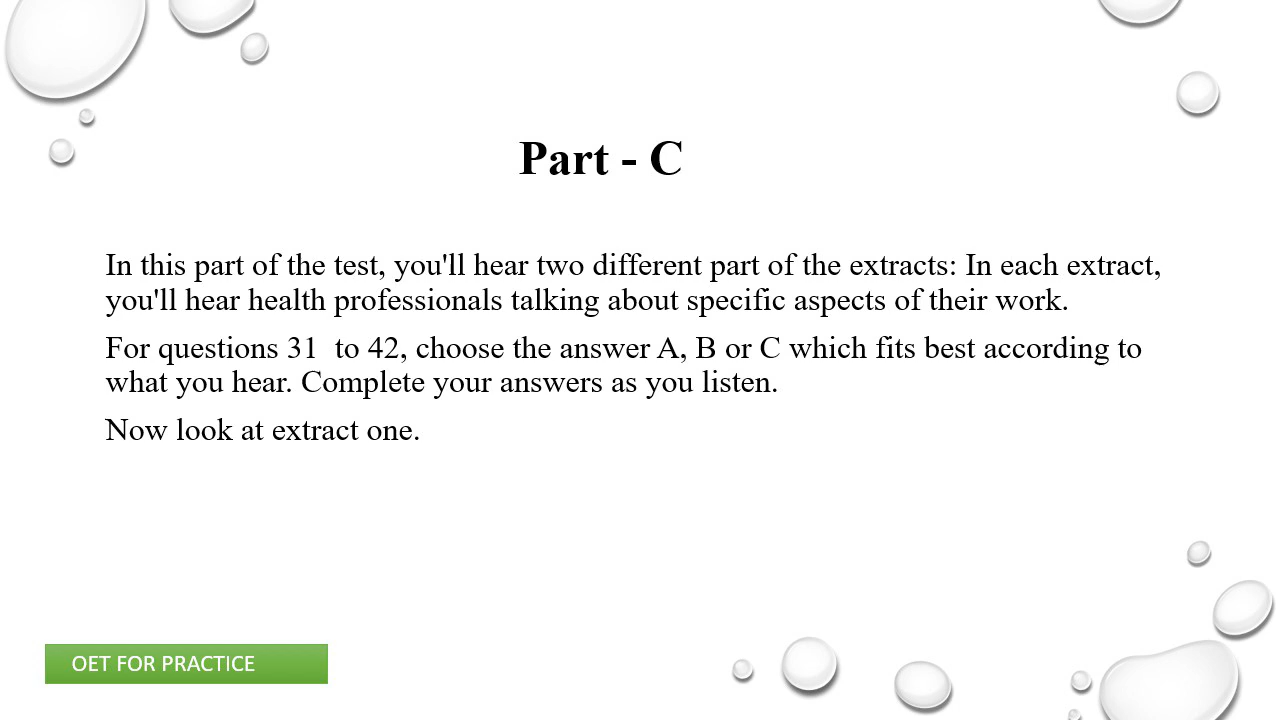 Part - C
In this part of the test, you'll hear two different part of the extracts: In each extract,
you'll hear health professionals talking about specific aspects of their work.
For questions 31  to 42, choose the answer A, B or C which fits best according to
what you hear. Complete your answers as you listen.
Now look at extract one.
OET FOR PRACTICE